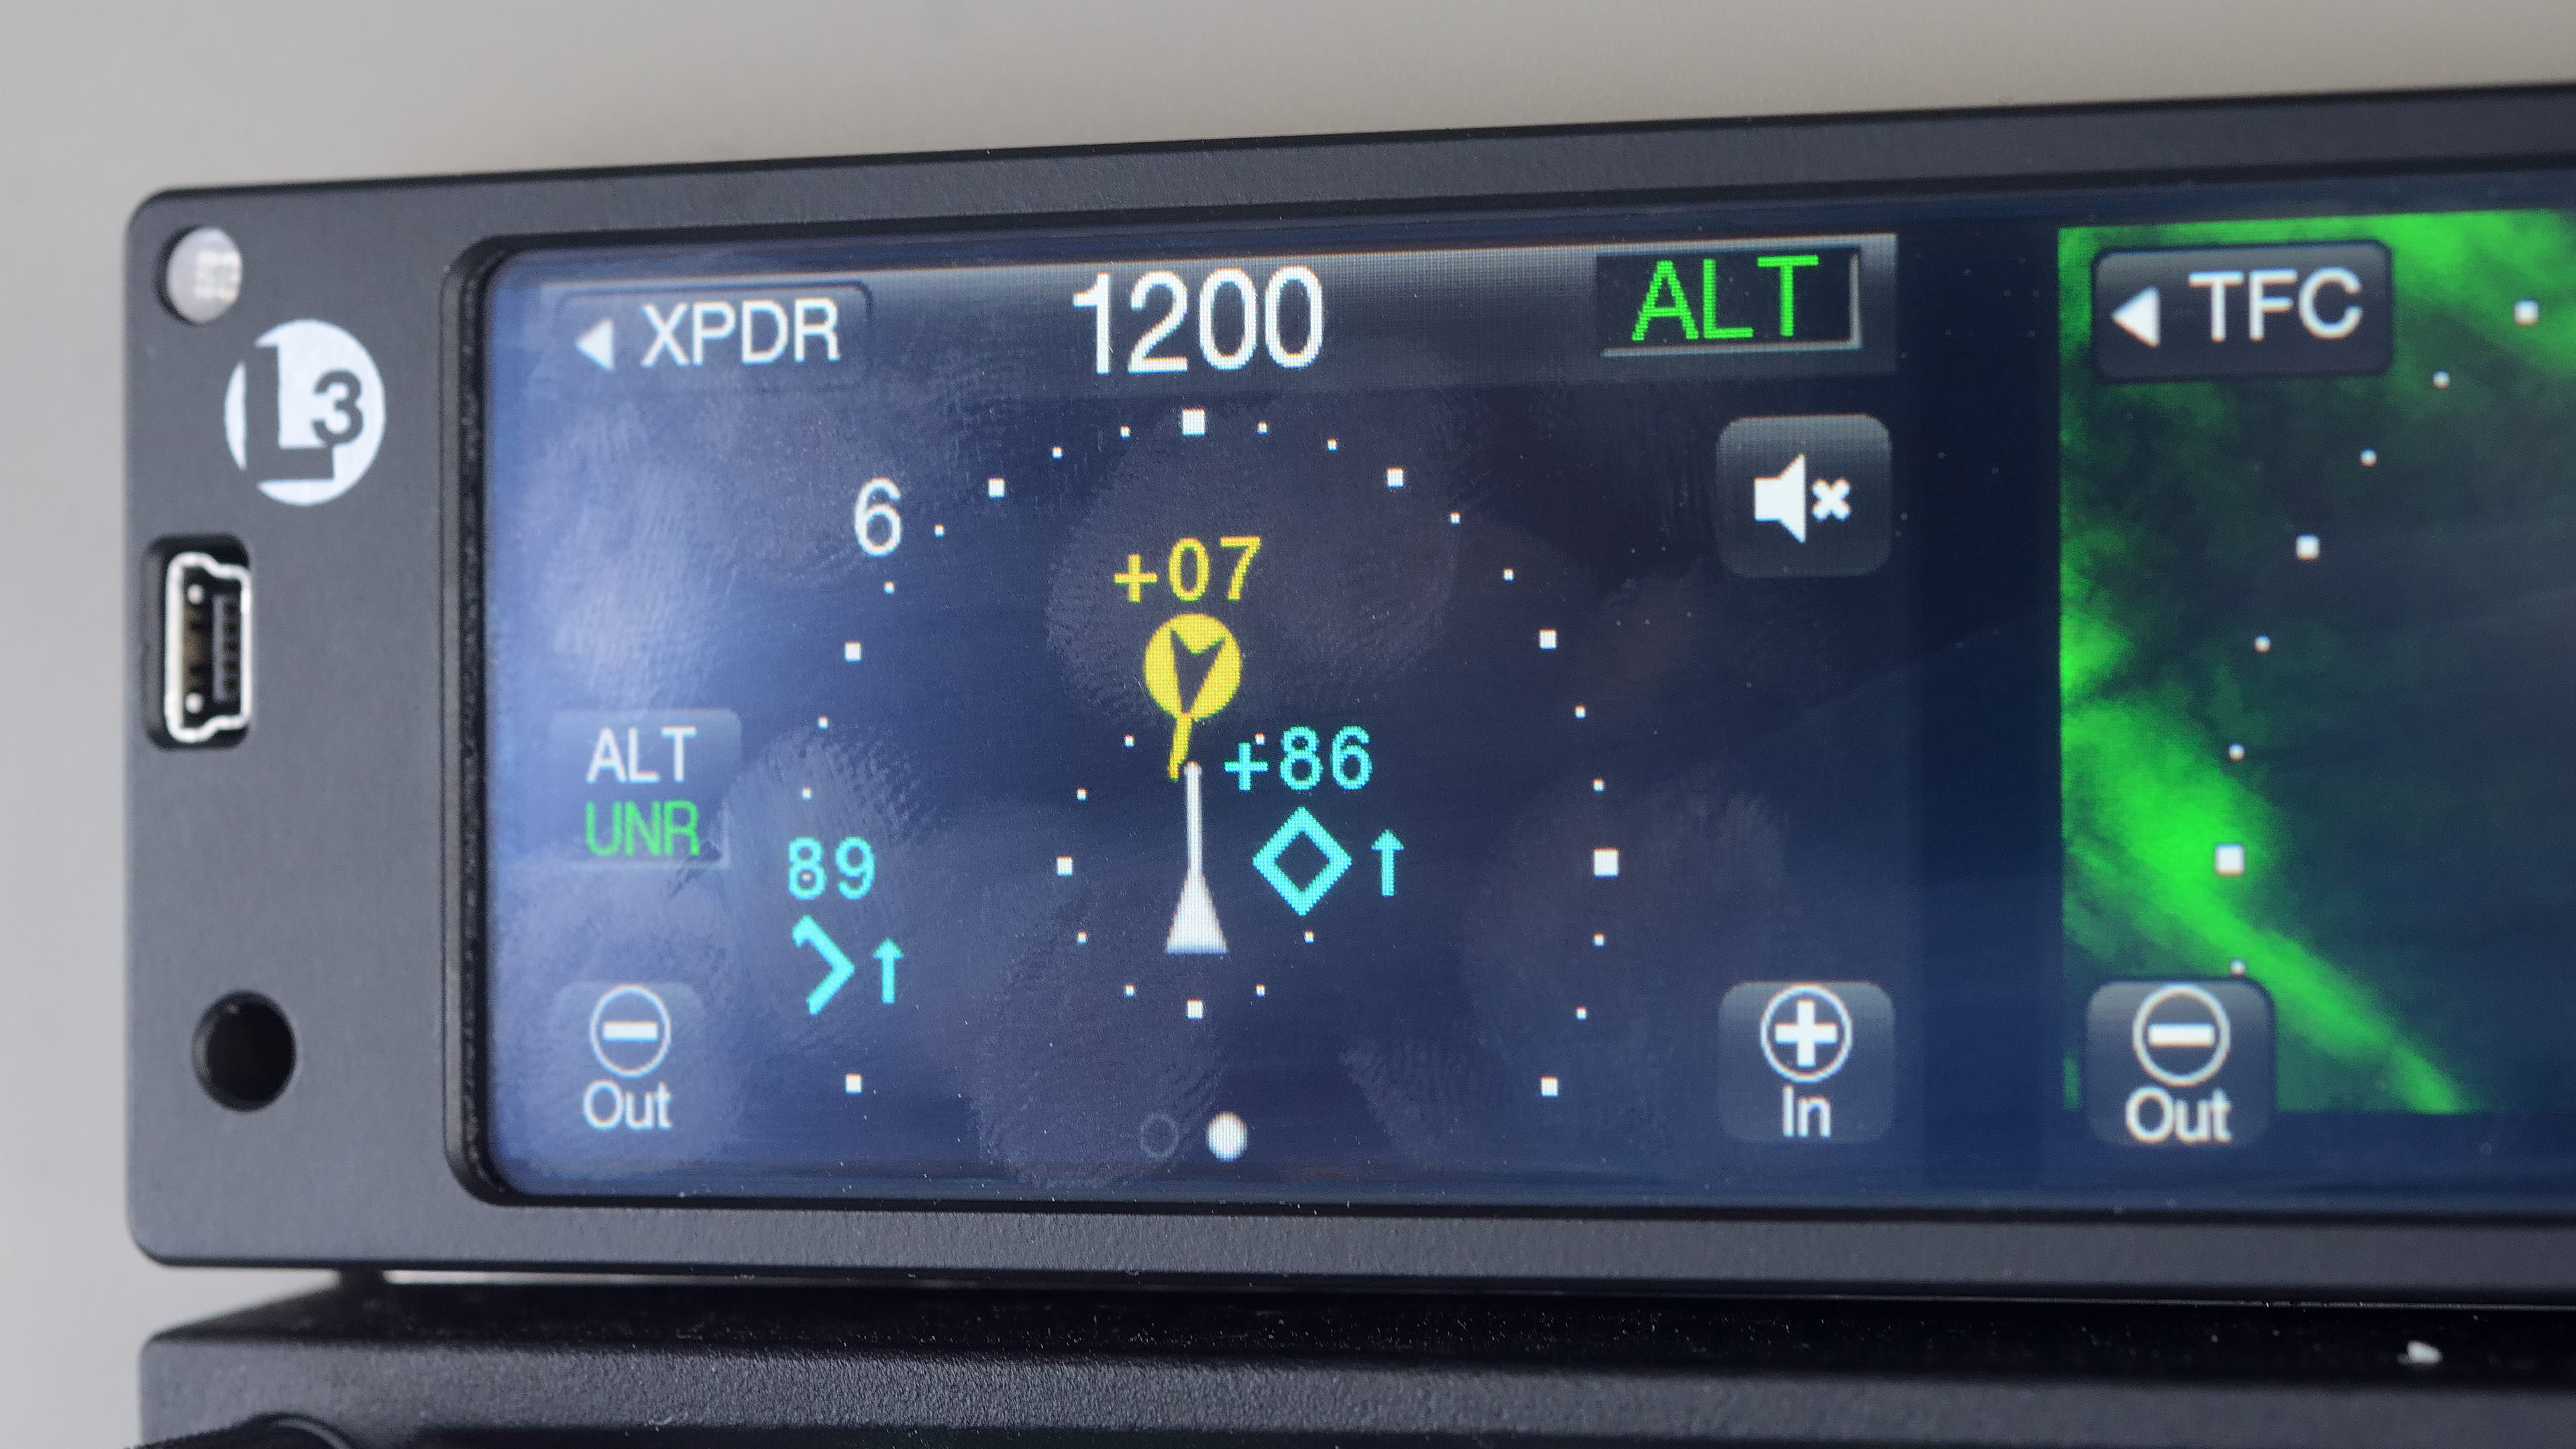 L3
XPDR
1200
ALT
TFC
6
+07
ALT
UNR
+86
89
Out
In
Out